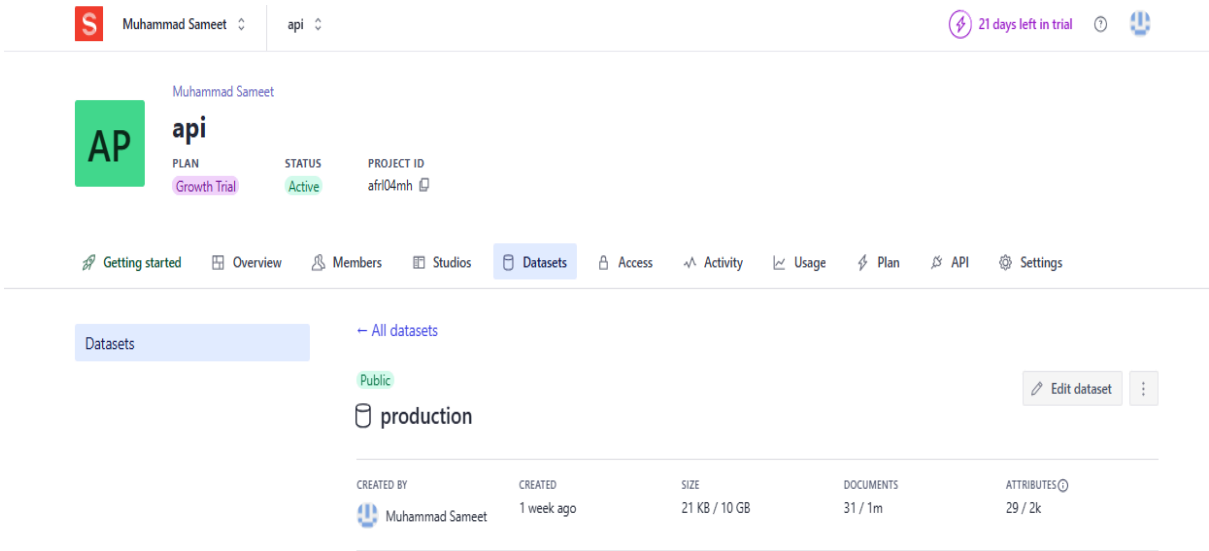 S Muhammad Sameet api 21 days left in trial
Muhammad Sameet
AP api
PLAN STATUS PROJECT ID
Growth Trial Active afrl04mh
Getting started Overview Members Studios Datasets Access Activity Usage Plan API Settings
Datasets
← All datasets
Public
Edit dataset
production
CREATED BY CREATED SIZE DOCUMENTS ATTRIBUTES
Muhammad Sameet 1 week ago 21 KB / 10 GB 31 / 1m 29 / 2k